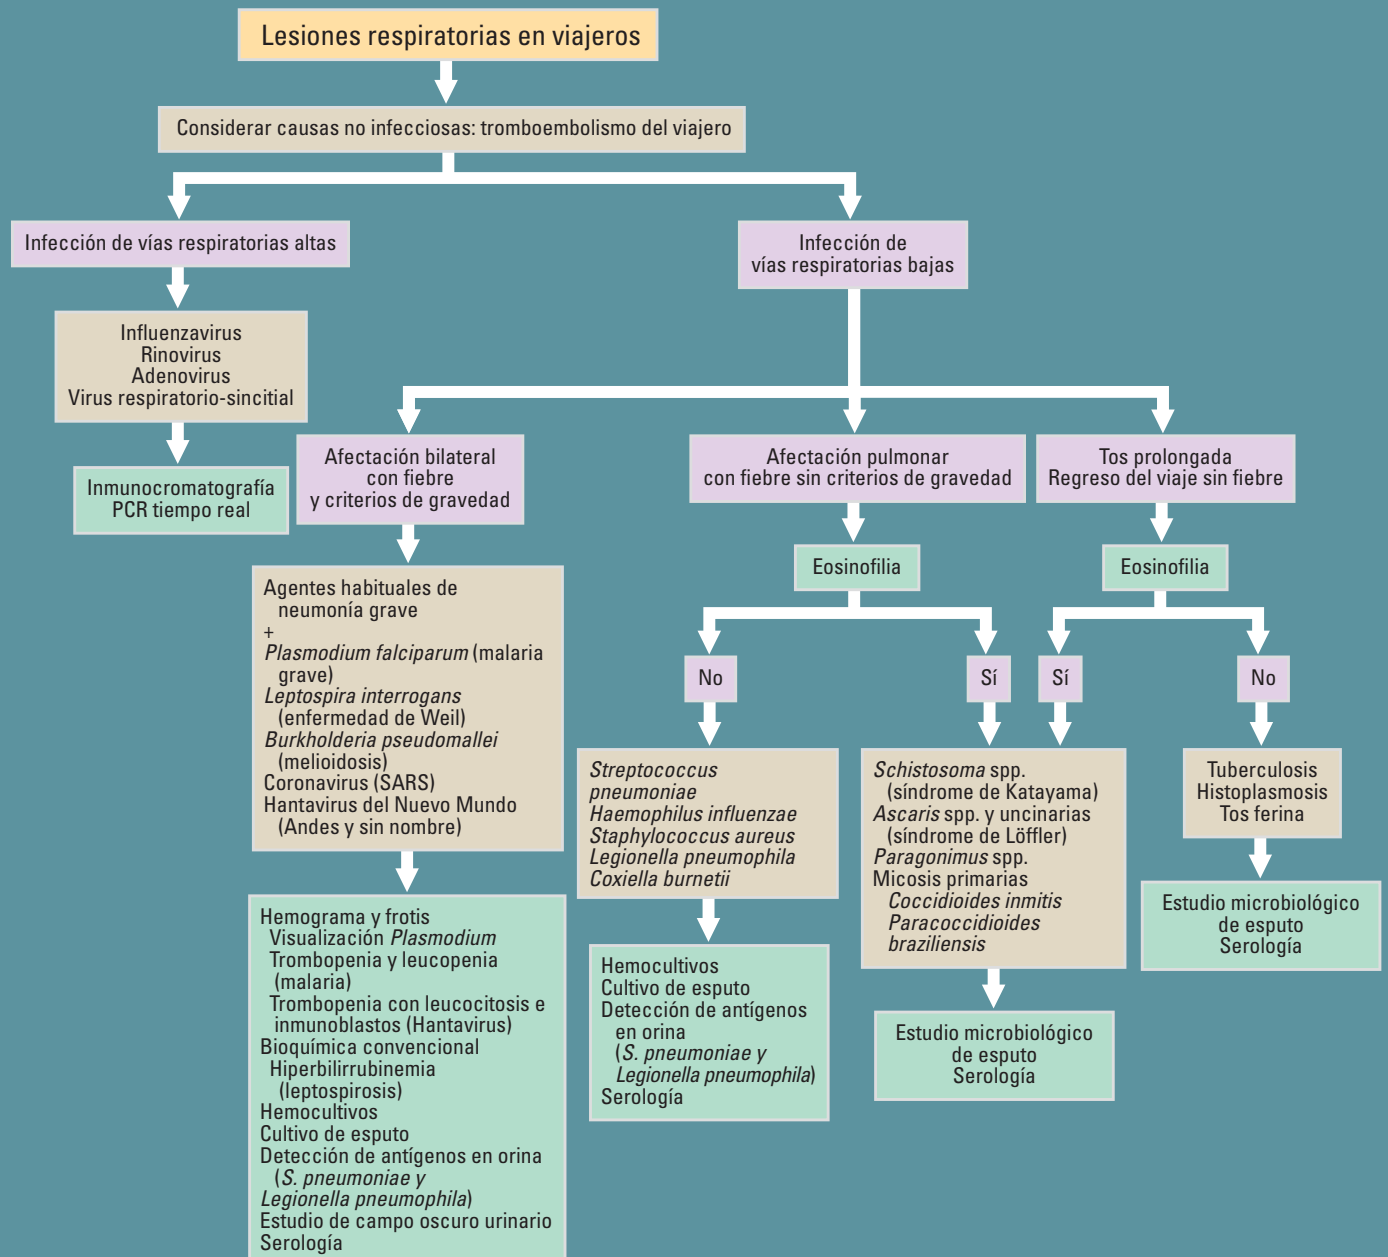 Lesiones respiratorias en viajeros
Considerar causas no infecciosas: tromboembolismo del viajero
Infección de vías respiratorias altas
Infección de
vías respiratorias bajas
Influenzavirus
Rinovirus
Adenovirus
Virus respiratorio-sincitial
Inmunocromatografía
PCR tiempo real
Afectación bilateral
con fiebre
y criterios de gravedad
Afectación pulmonar
con fiebre sin criterios de gravedad
Tos prolongada
Regreso del viaje sin fiebre
Eosinofilia
Eosinofilia
Agentes habituales de
neumonía grave
+
Plasmodium falciparum (malaria
grave)
Leptospira interrogans
(enfermedad de Weil)
Burkholderia pseudomallei
(melioidosis)
Coronavirus (SARS)
Hantavirus del Nuevo Mundo
(Andes y sin nombre)
No
Sí
Sí
No
Streptococcus
pneumoniae
Haemophilus influenzae
Staphylococcus aureus
Legionella pneumophila
Coxiella burnetii
Schistosoma spp.
(síndrome de Katayama)
Ascaris spp. y uncinarias
(síndrome de Löffler)
Paragonimus spp.
Micosis primarias
Coccidioides inmitis
Paracoccidioides
braziliensis
Tuberculosis
Histoplasmosis
Tos ferina
Hemograma y frotis
Visualización Plasmodium
Trombopenia y leucopenia
(malaria)
Trombopenia con leucocitosis e
inmunoblastos (Hantavirus)
Bioquímica convencional
Hiperbilirrubinemia
(leptospirosis)
Hemocultivos
Cultivo de esputo
Detección de antígenos en orina
(S. pneumoniae y
Legionella pneumophila)
Estudio de campo oscuro urinario
Serología
Hemocultivos
Cultivo de esputo
Detección de antígenos
en orina
(S. pneumoniae y
Legionella pneumophila)
Serología
Estudio microbiológico
de esputo
Serología
Estudio microbiológico
de esputo
Serología